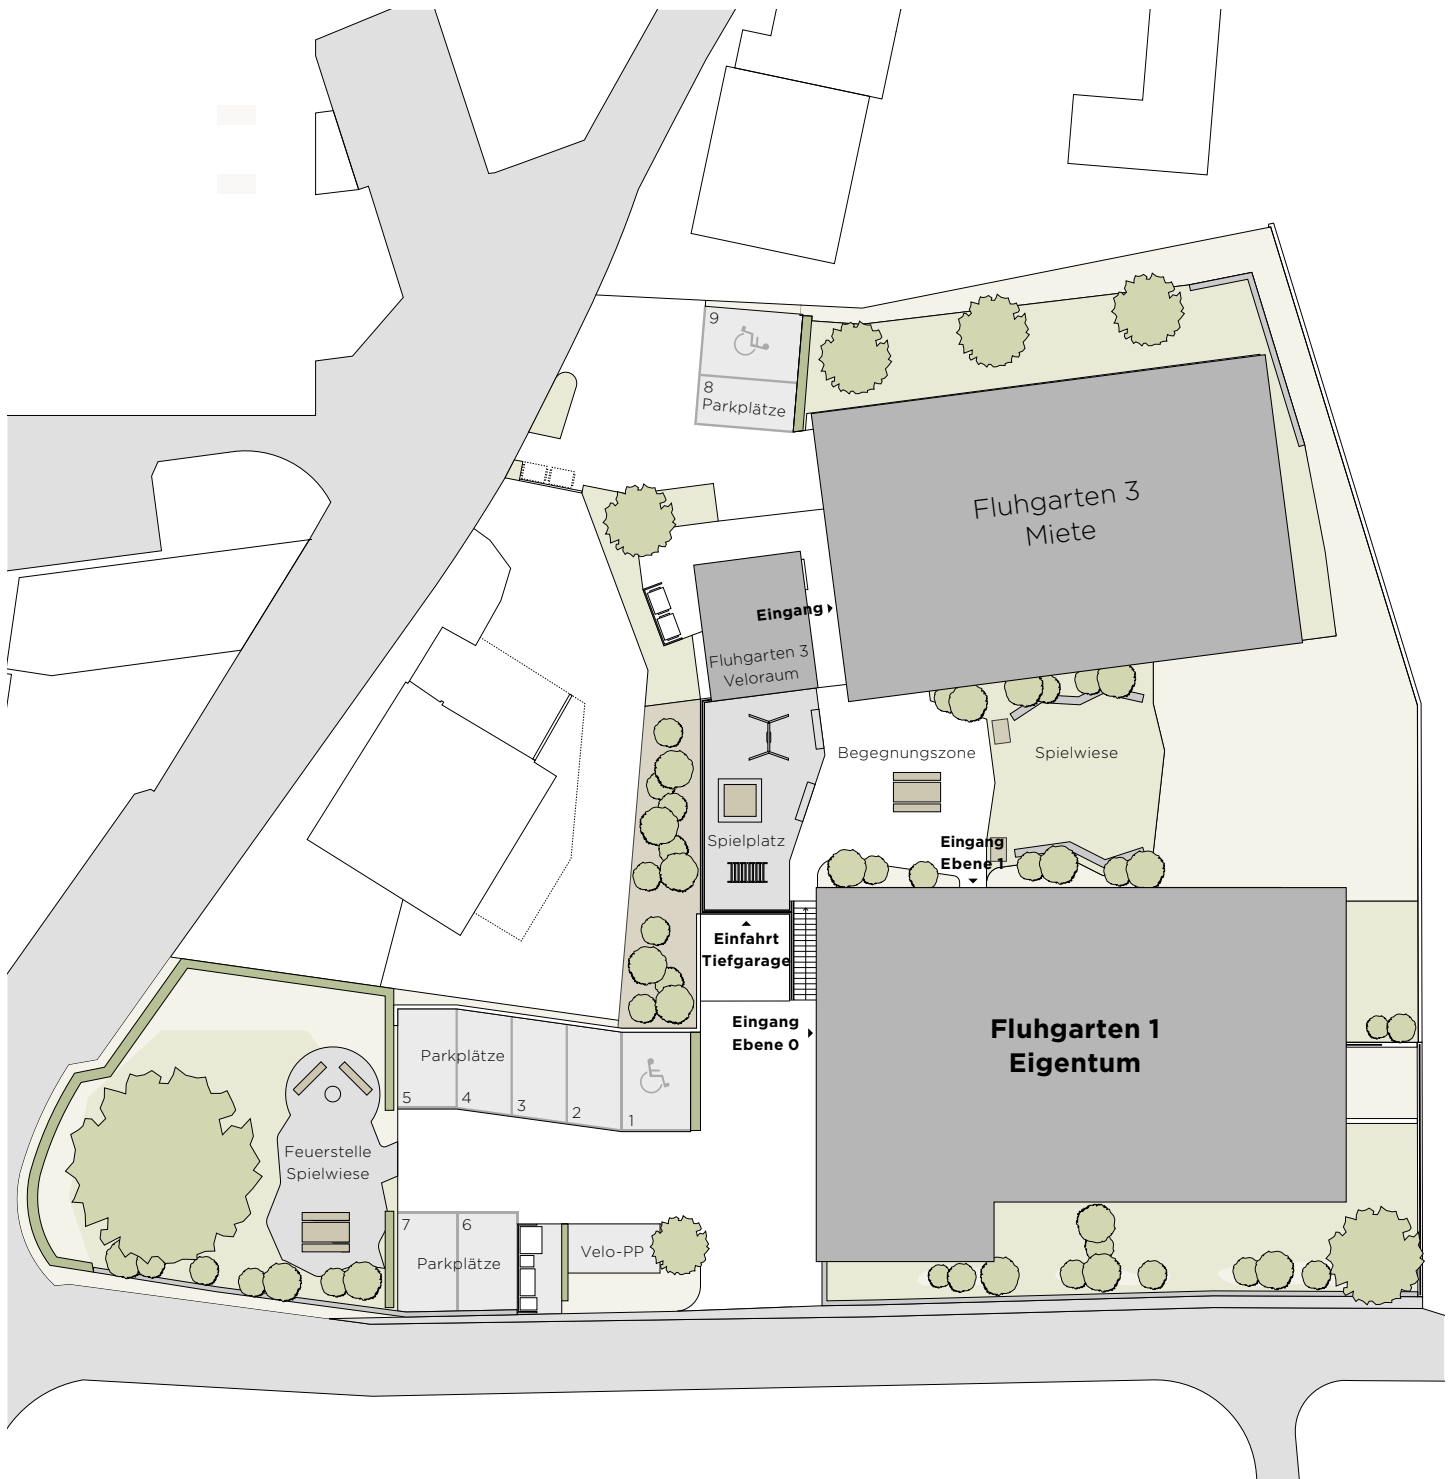 9
8
Parkplätze
Fluhgarten 3
Miete
Eingang
Fluhgarten 3
Veloraum
Begegnungszone
Spielwiese
Spielplatz
Eingang
Ebene 1
Einfahrt
Tiefgarage
Eingang
Ebene 0
Fluhgarten 1
Eigentum
Parkplätze
5
4
3
2
1
Feuerstelle
Spielwiese
7
6
Parkplätze
Velo-PP